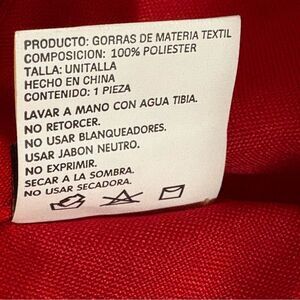 PRODUCTO: GORRAS DE MATERIA TEXTIL
COMPOSICION: 100% POLIESTER
TALLA: UNITALLA
HECHO EN CHINA
CONTENIDO: 1 PIEZA
LAVAR A MANO CON AGUA TIBIA.
NO RETORCER.
NO USAR BLANQUEADORES.
USAR JABON NEUTRO.
NO EXPRIMIR.
SECAR A LA SOMBRA.
NO USAR SECADORA.